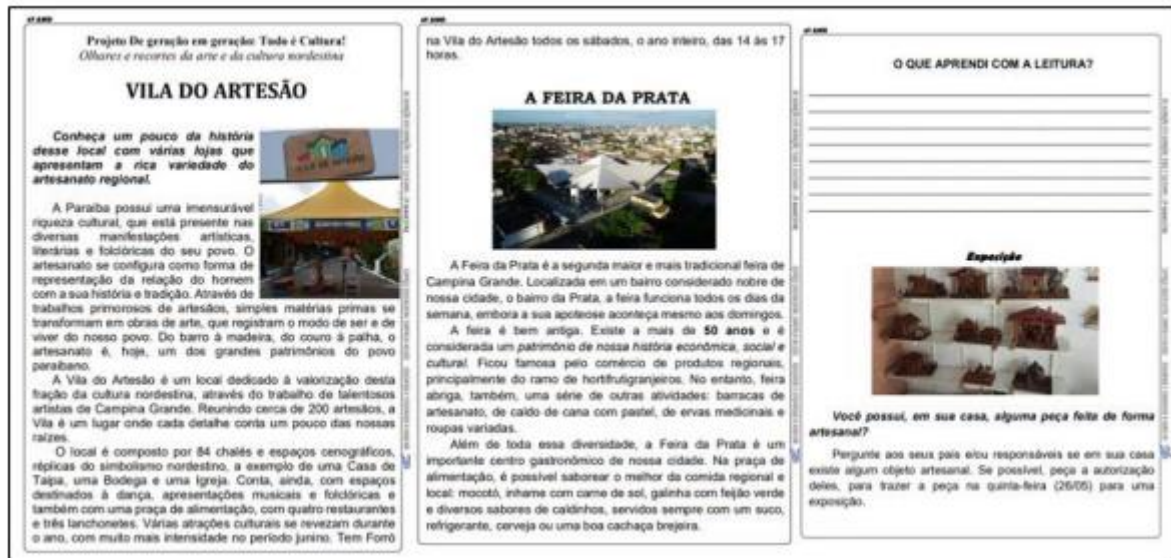 4º ANO
Projeto De geração em geração: Tudo é Cultura!
Olhares e recortes da arte e da cultura nordestina
VILA DO ARTESÃO
Conheça um pouco da história
desse local com várias lojas que
apresentam a rica variedade do
artesanato regional.
VILA DO ARTESÃO
A Paraíba possui uma imensurável
riqueza cultural, que está presente nas
diversas manifestações artísticas,
literárias e folclóricas do seu povo. O
artesanato se configura como forma de
representação da relação do homem
com a sua história e tradição. Através de
trabalhos primorosos de artesãos, simples matérias primas se
transformam em obras de arte, que registram o modo de ser e de
viver do nosso povo. Do barro à madeira, do couro à palha, o
artesanato é, hoje, um dos grandes patrimônios do povo
paraibano.
A Vila do Artesão é um local dedicado à valorização desta
fração da cultura nordestina, através do trabalho de talentosos
artistas de Campina Grande. Reunindo cerca de 200 artesãos, a
Vila é um lugar onde cada detalhe conta um pouco das nossas
raízes.
O local é composto por 84 chalés e espaços cenográficos,
réplicas do simbolismo nordestino, a exemplo de uma Casa de
Taipa, uma Bodega e uma Igreja. Conta, ainda, com espaços
destinados à dança, apresentações musicais e folclóricas e
também com uma praça de alimentação, com quatro restaurantes
e três lanchonetes. Várias atrações culturais se revezam durante
o ano, com muito mais intensidade no período junino. Tem Forró
4º ANO
na Vila do Artesão todos os sábados, o ano inteiro, das 14 às 17
horas.
A FEIRA DA PRATA
A Feira da Prata é a segunda maior e mais tradicional feira de
Campina Grande. Localizada em um bairro considerado nobre de
nossa cidade, o bairro da Prata, a feira funciona todos os dias da
semana, embora a sua apoteose aconteça mesmo aos domingos.
A feira é bem antiga. Existe a mais de 50 anos e é
considerada um patrimônio de nossa história econômica, social e
cultural. Ficou famosa pelo comércio de produtos regionais,
principalmente do ramo de hortifrutigranjeiros. No entanto, feira
abriga, também, uma série de outras atividades: barracas de
artesanato, de caldo de cana com pastel, de ervas medicinais e
roupas variadas.
Além de toda essa diversidade, a Feira da Prata é um
importante centro gastronômico de nossa cidade. Na praça de
alimentação, é possível saborear o melhor da comida regional e
local: mocotó, inhame com carne de sol, galinha com feijão verde
e diversos sabores de caldinhos, servidos sempre com um suco,
refrigerante, cerveja ou uma boa cachaça brejeira.
4º ANO
O QUE APRENDI COM A LEITURA?
Exposição
Você possui, em sua casa, alguma peça feita de forma
artesanal?
Pergunte aos seus pais e/ou responsáveis se em sua casa
existe algum objeto artesanal. Se possível, peça a autorização
deles, para trazer a peça na quinta-feira (26/05) para uma
exposição.